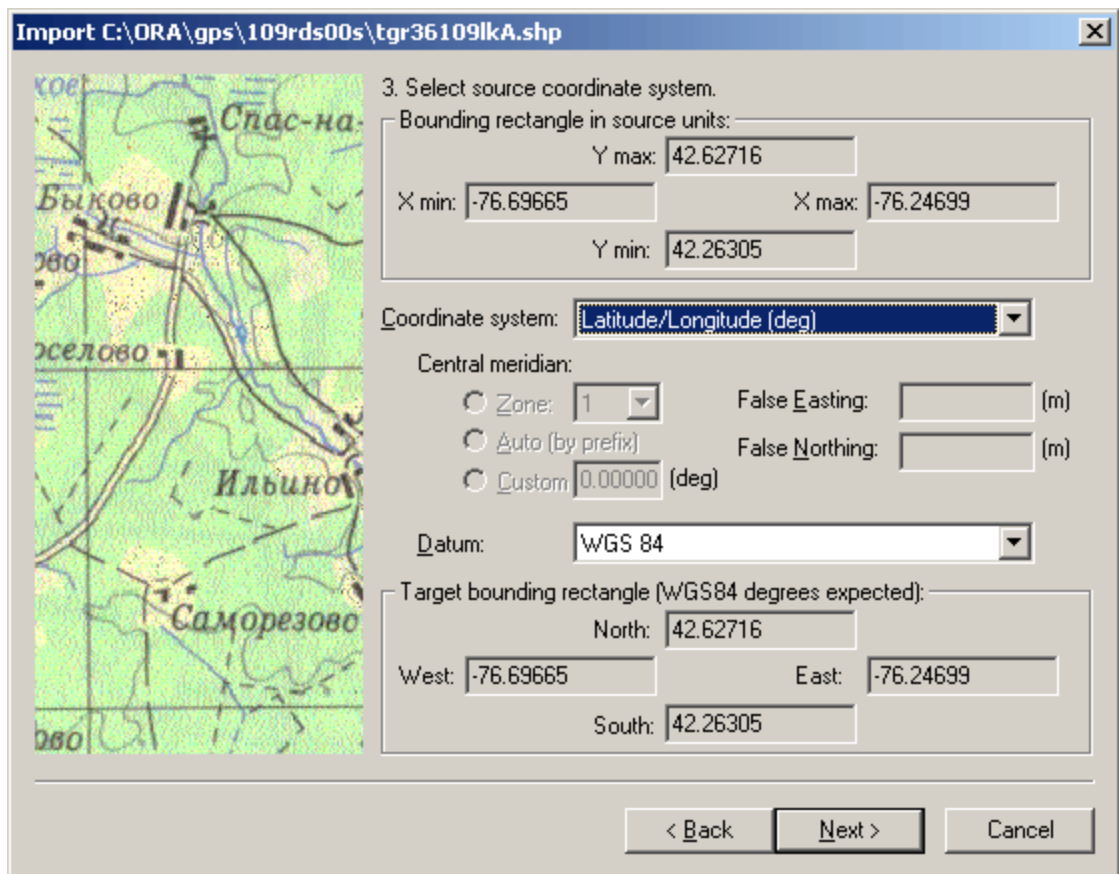 Import C:\ORA\gps\109rds00s\tgr36109lkA.shp
хое
Спас-на-
Быково
ово
оселово
Ильино
Саморезово
ово
3. Select source coordinate system.
Bounding rectangle in source units:
Y max: 42.62716
X min: -76.69665 X max: -76.24699
Y min: 42.26305
Coordinate system: Latitude/Longitude (deg)
Central meridian:
Zone: 1 False Easting: (m)
Auto (by prefix) False Northing: (m)
Custom 0.00000 (deg)
Datum: WGS 84
Target bounding rectangle (WGS84 degrees expected):
North: 42.62716
West: -76.69665 East: -76.24699
South: 42.26305
< Back Next > Cancel